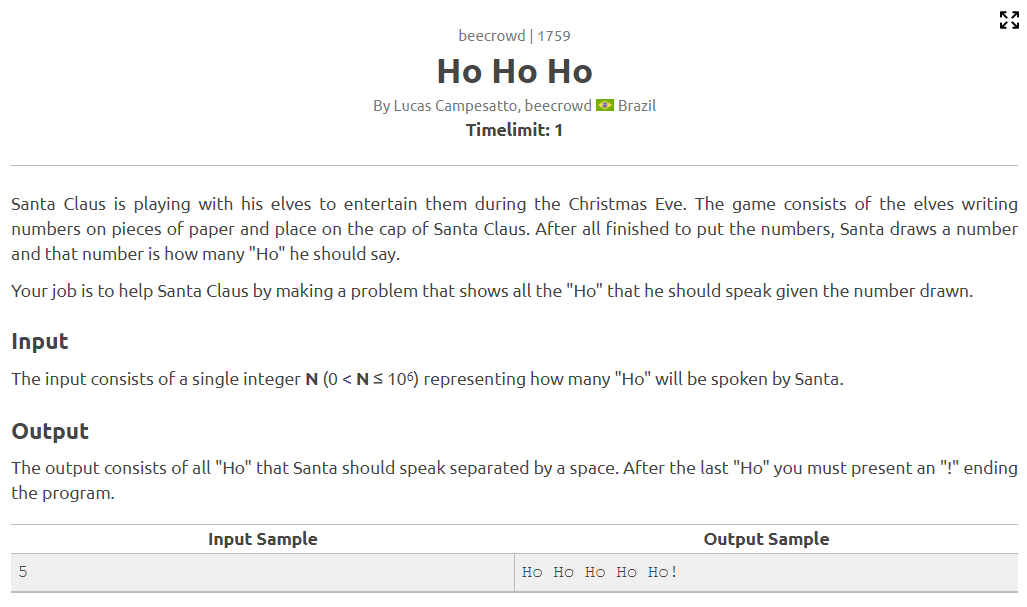 beecrowd | 1759
Ho Ho Ho
By Lucas Campesatto, beecrowd Brazil
Timelimit: 1
Santa Claus is playing with his elves to entertain them during the Christmas Eve. The game consists of the elves writing
numbers on pieces of paper and place on the cap of Santa Claus. After all finished to put the numbers, Santa draws a number
and that number is how many "Ho" he should say.
Your job is to help Santa Claus by making a problem that shows all the "Ho" that he should speak given the number drawn.
Input
The input consists of a single integer N (0 < N ≤ 10⁶) representing how many "Ho" will be spoken by Santa.
Output
The output consists of all "Ho" that Santa should speak separated by a space. After the last "Ho" you must present an "!" ending
the program.
Input Sample Output Sample
5 Ho Ho Ho Ho Ho!